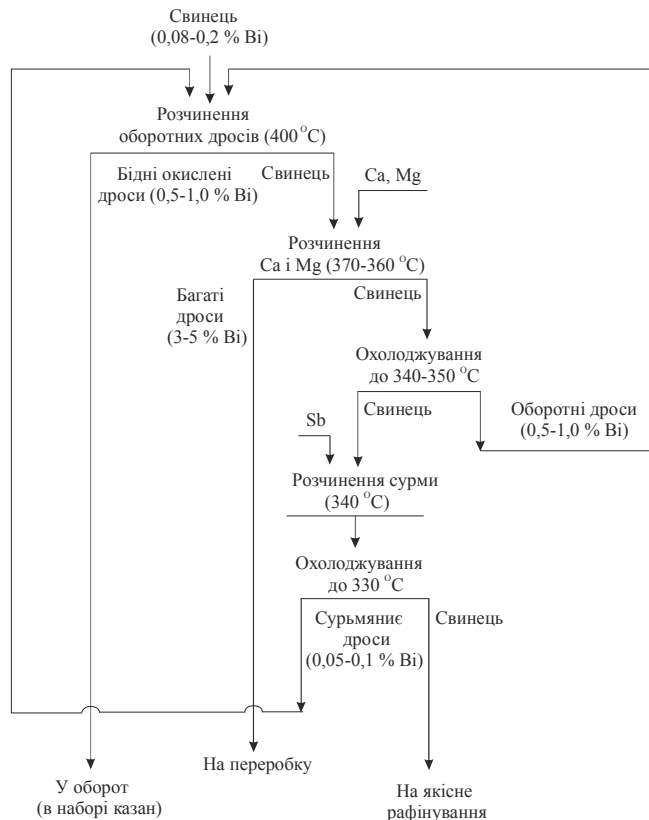 Свинець
(0,08-0,2 % Bi)
Розчинення
оборотних дросів (400 °C)
Бідні окислені
дроси (0,5-1,0 % Bi)
Свинець
Ca, Mg
Розчинення
Ca і Mg (370-360 °C)
Багаті
дроси
(3-5 % Bi)
Свинець
Охолоджування
до 340-350 °C
Свинець
Оборотні дроси
(0,5-1,0 % Bi)
Sb
Розчинення сурми
(340 °C)
Охолоджування
до 330 °C
Сурьмяниє
дроси
(0,05-0,1 % Bi)
Свинець
У оборот
(в наборі казан)
На переробку
На якісне
рафінування